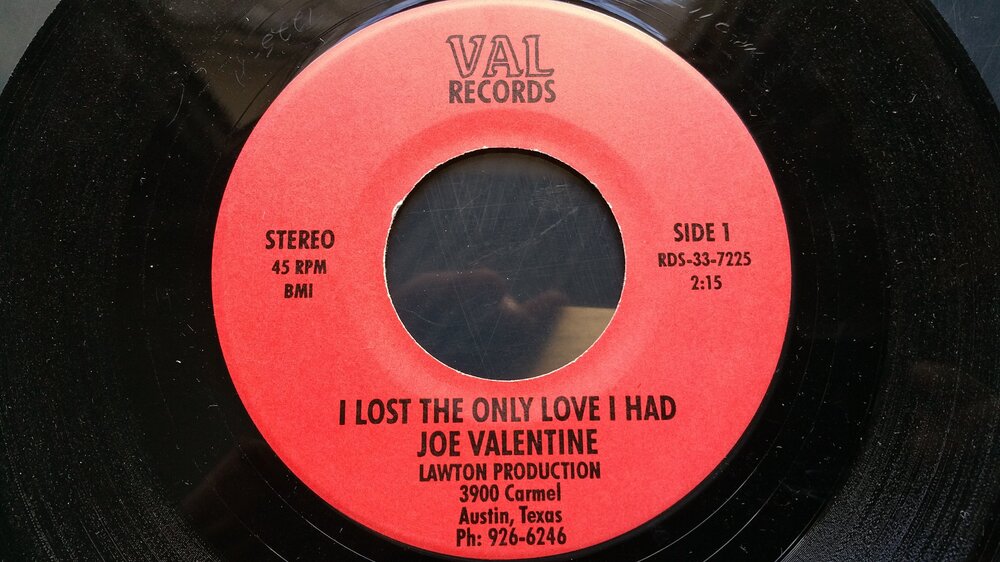 VAL
RECORDS
STEREO
45 RPM
BMI
SIDE 1
RDS-33-7225
2:15
I LOST THE ONLY LOVE I HAD
JOE VALENTINE
LAWTON PRODUCTION
3900 Carmel
Austin, Texas
Ph: 926-6246